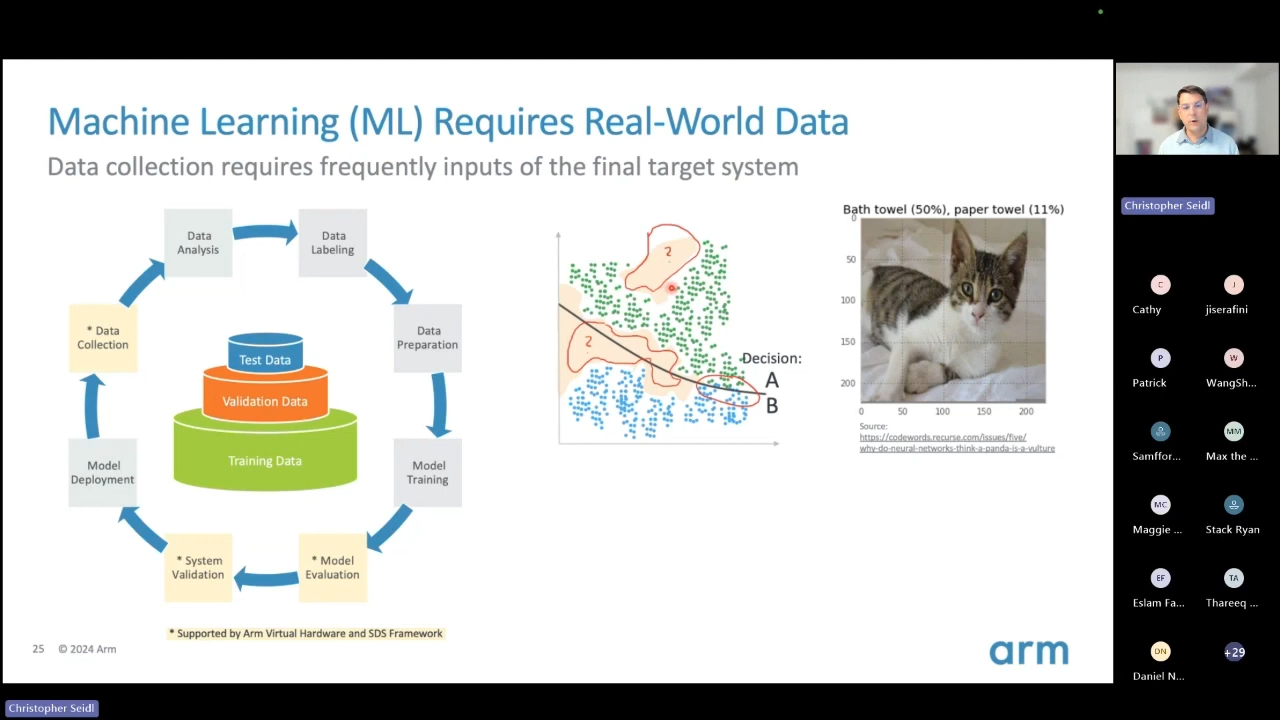 Machine Learning (ML) Requires Real-World Data
Data collection requires frequently inputs of the final target system
Data
Analysis
Data
Labeling
* Data
Collection
Data
Preparation
Test Data
Validation Data
Training Data
Model
Deployment
Model
Training
* System
Validation
* Model
Evaluation
* Supported by Arm Virtual Hardware and SDS Framework
25 © 2024 Arm
?
?
Decision:
A
B
Bath towel (50%), paper towel (11%)
0
50
100
150
200
0 50 100 150 200
Source:
https://codewords.recurse.com/issues/five/
why-do-neural-networks-think-a-panda-is-a-vulture
arm
Christopher Seidl
Christopher Seidl
C
J
Cathy
jiserafini
P
W
Patrick
WangSh...
MM
Samffor...
Max the ...
MC
Maggie ...
Stack Ryan
EF
TA
Eslam Fa...
Thareeq ...
DN
+29
Daniel N...